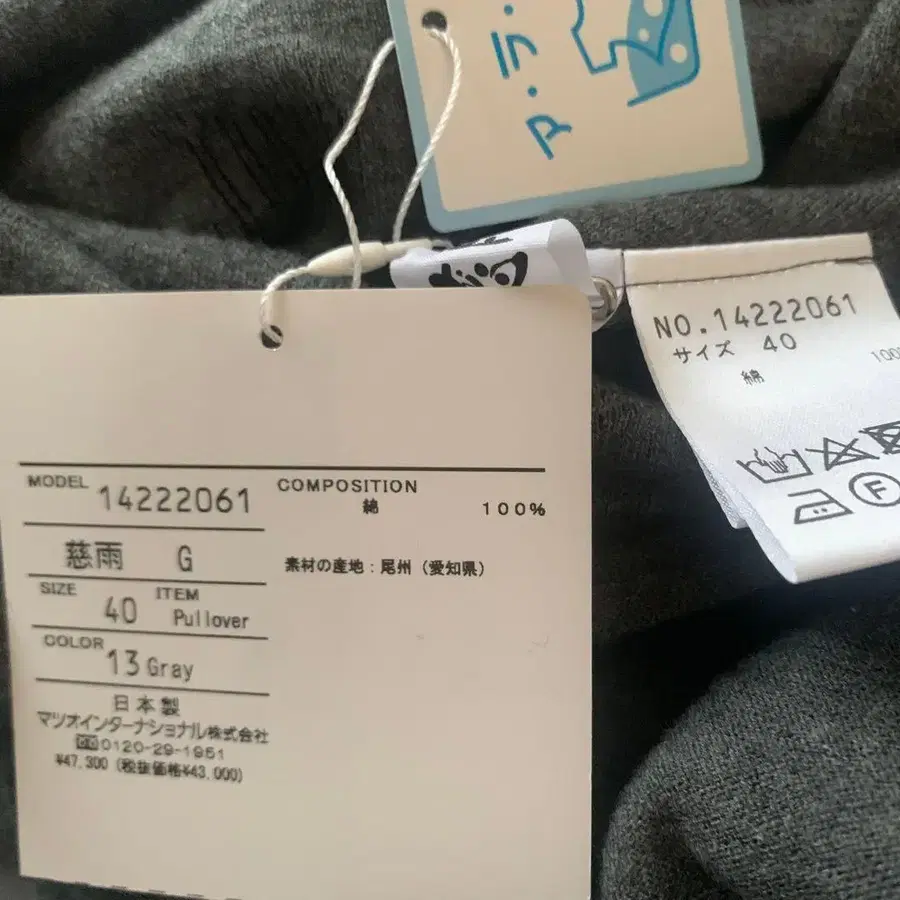 ア・ラ・
NO.14222061
サイズ 40
綿 100
F
MODEL 14222061
慈雨 G
SIZE 40 ITEM Pullover
COLOR 13 Gray
日本製
マツオインターナショナル株式会社
0120-29-1951
¥47,300 (税抜価格¥43,000)
COMPOSITION
綿 100%
素材の産地:尾州(愛知県)